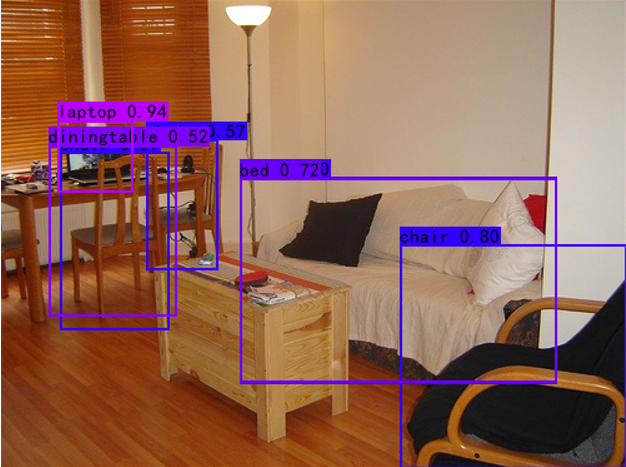 laptop 0.94
diningtable 0.52
0.57
bed 0.720
chair 0.80